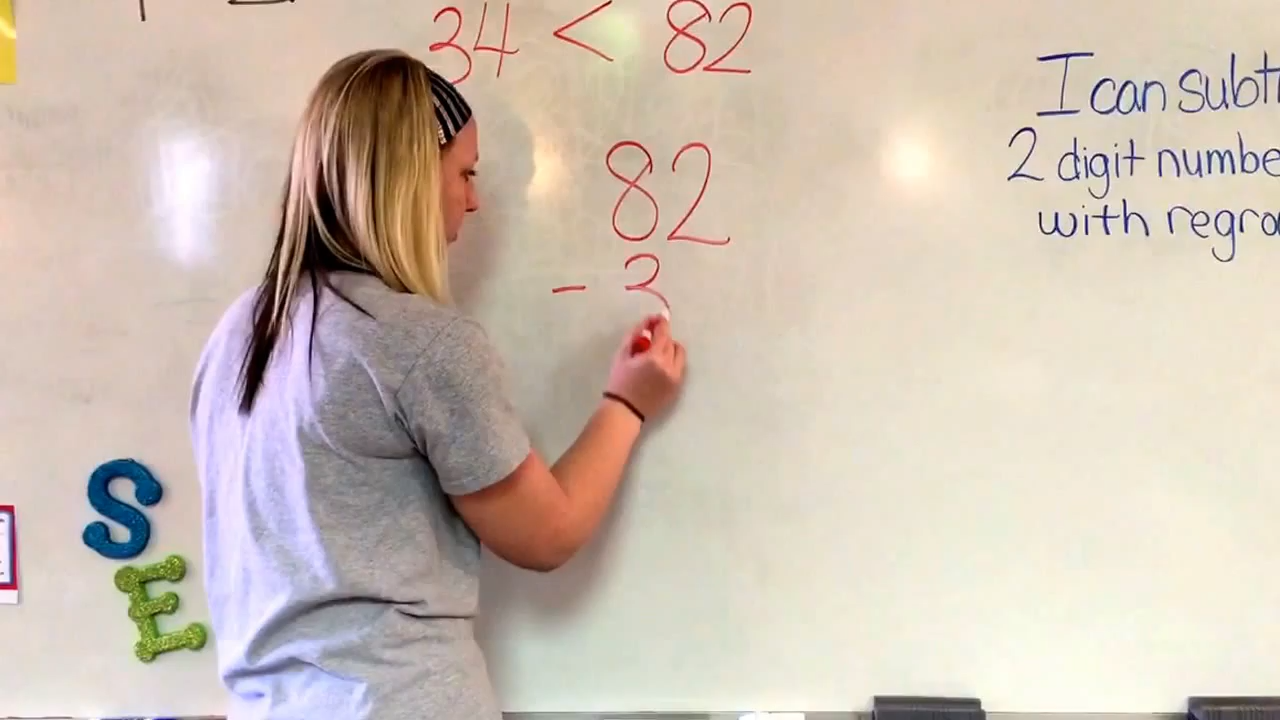 34 < 82
82
- 3
I can subt
2 digit numbe
with regro
S
E